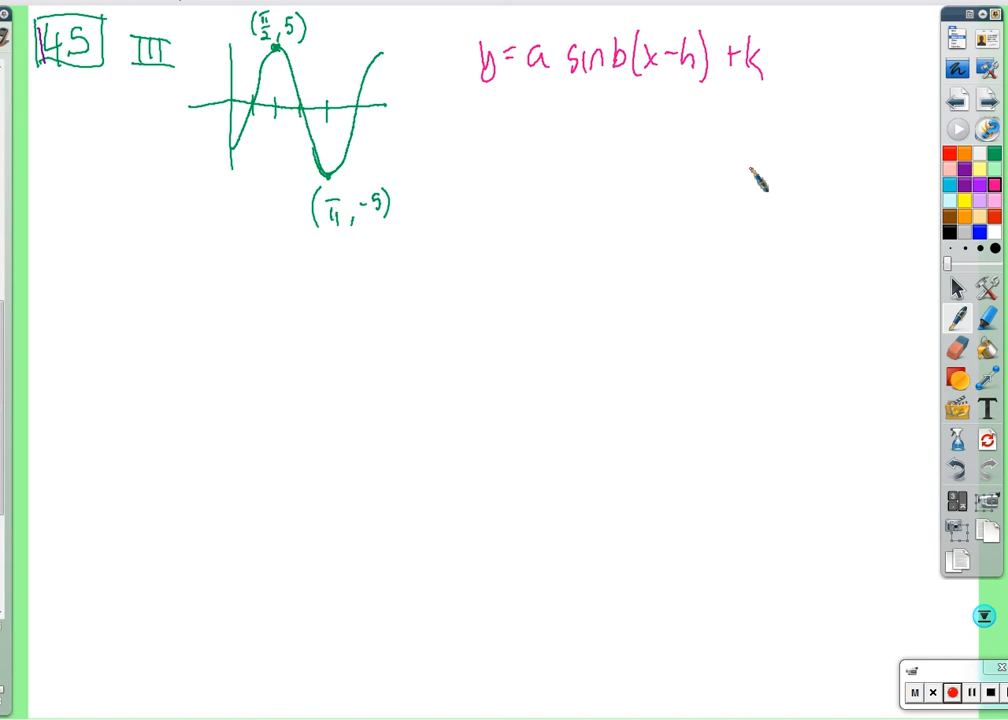 45 III
(π/2, 5)
y = a sin b(x-h) + k
(π, -5)
T
M